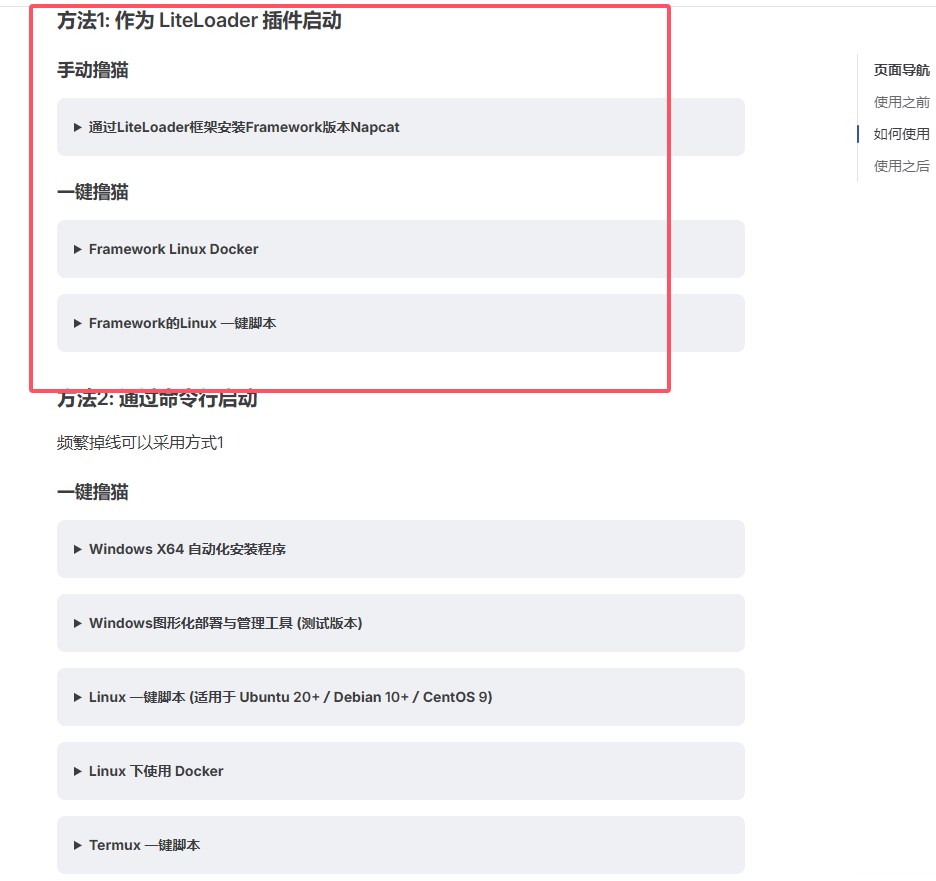 方法1: 作为 LiteLoader 插件启动
手动撸猫
通过LiteLoader框架安装Framework版本Napcat
一键撸猫
Framework Linux Docker
Framework的Linux 一键脚本
方法2: 通过命令行启动
频繁掉线可以采用方式1
一键撸猫
Windows X64 自动化安装程序
Windows图形化部署与管理工具 (测试版本)
Linux 一键脚本 (适用于 Ubuntu 20+ / Debian 10+ / CentOS 9)
Linux 下使用 Docker
Termux 一键脚本
页面导航
使用之前
如何使用
使用之后